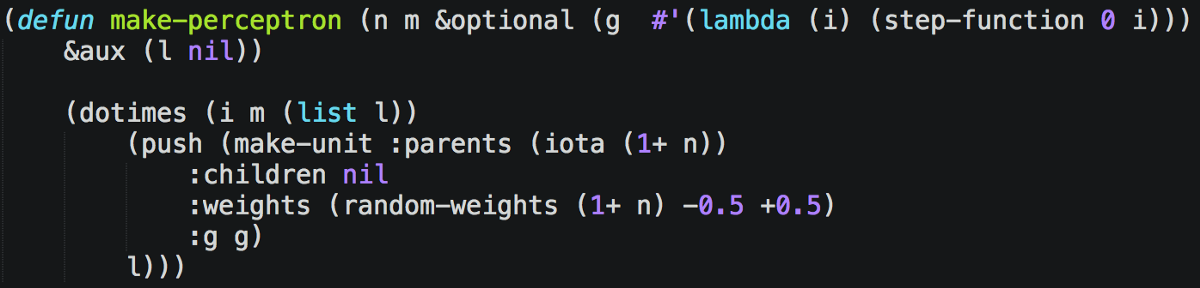 (defun make-perceptron (n m &optional (g  #'(lambda (i) (step-function 0 i)))
    &aux (l nil))
    (dotimes (i m (list l))
        (push (make-unit :parents (iota (1+ n))
            :children nil
            :weights (random-weights (1+ n) -0.5 +0.5)
            :g g)
        l)))